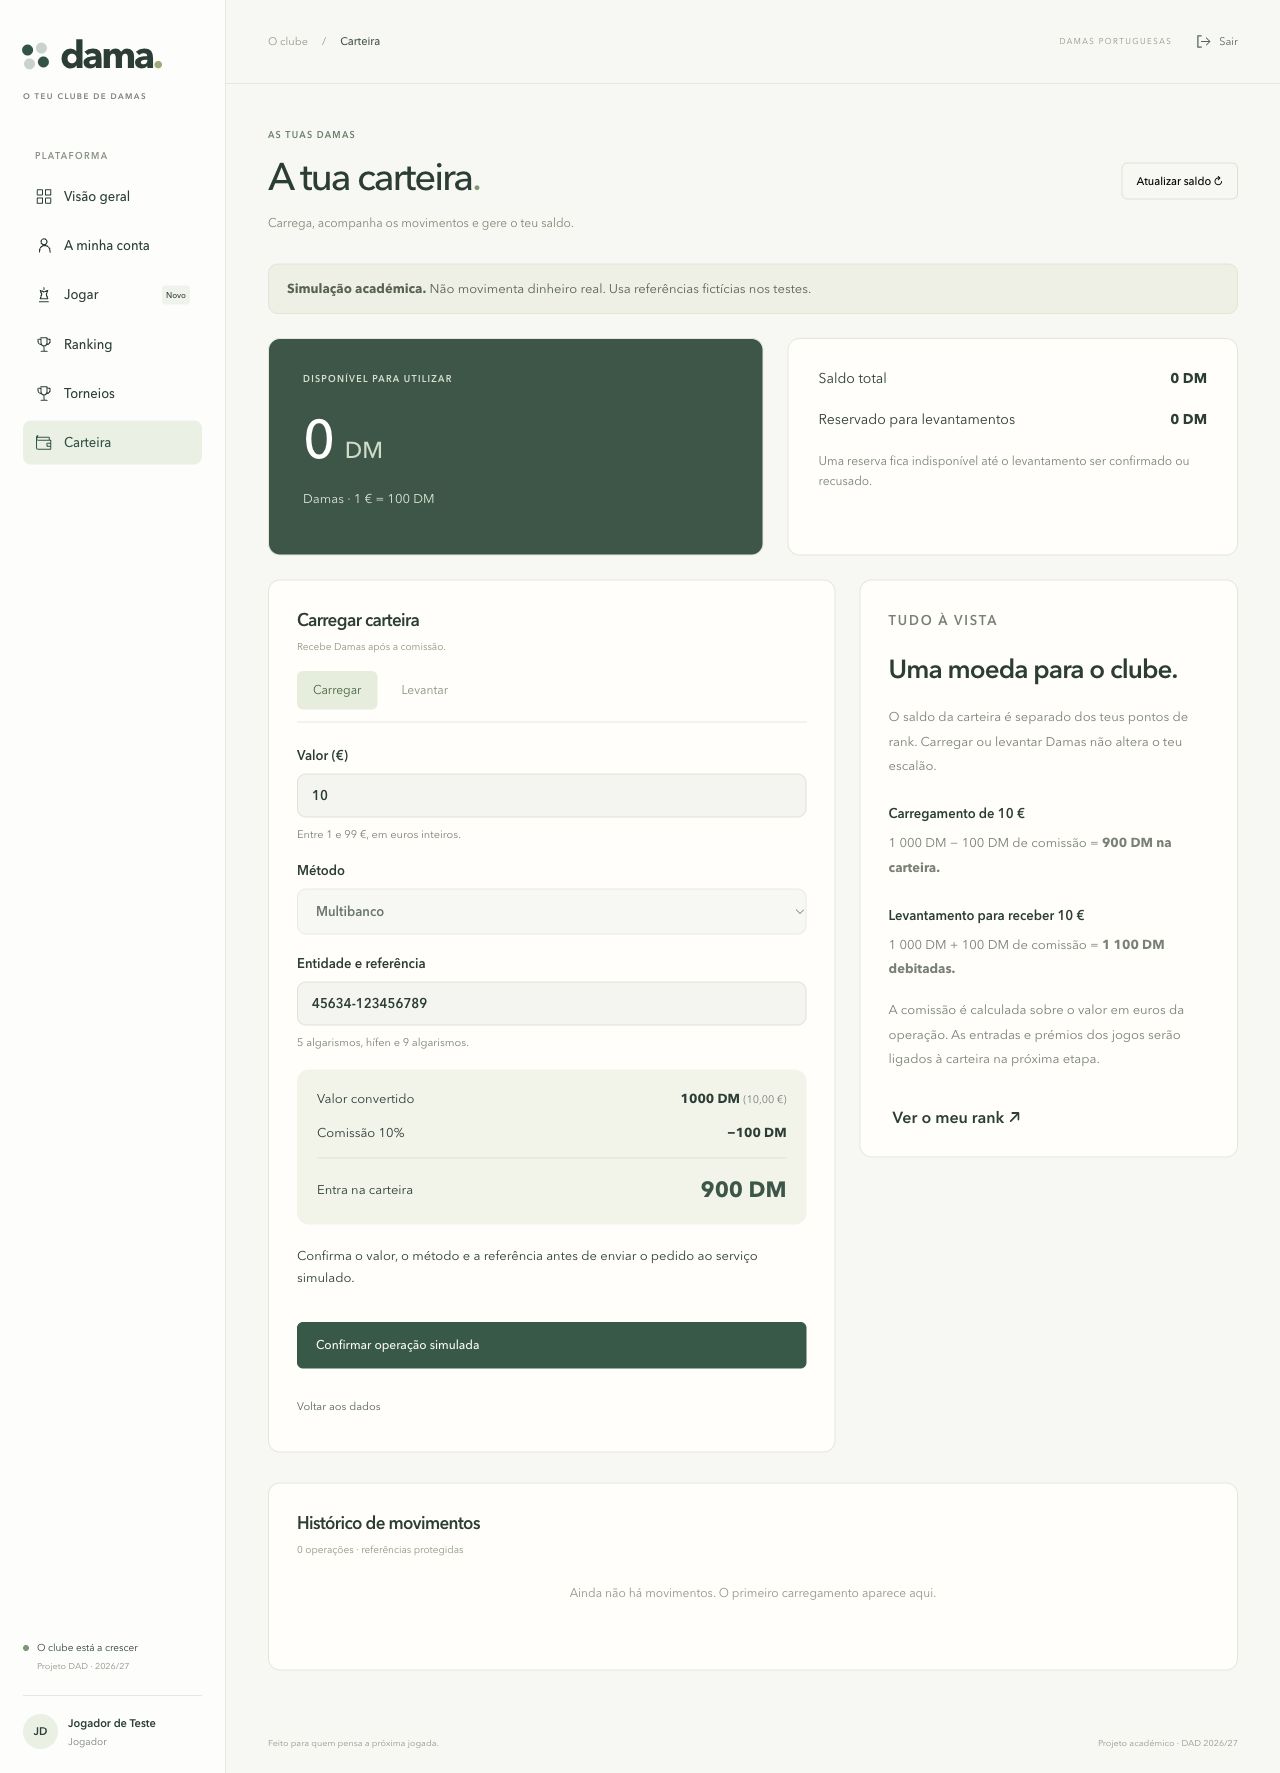 dama.
O TEU CLUBE DE DAMAS
PLATAFORMA
Visão geral
A minha conta
Jogar Novo
Ranking
Torneios
Carteira
O clube está a crescer
Projeto DAD · 2026/27
JD
Jogador de Teste
Jogador
O clube / Carteira
DAMAS PORTUGUESAS
Sair
AS TUAS DAMAS
A tua carteira.
Atualizar saldo ↻
Carrega, acompanha os movimentos e gere o teu saldo.
Simulação académica. Não movimenta dinheiro real. Usa referências fictícias nos testes.
DISPONÍVEL PARA UTILIZAR
0 DM
Damas · 1 € = 100 DM
Saldo total 0 DM
Reservado para levantamentos 0 DM
Uma reserva fica indisponível até o levantamento ser confirmado ou
recusado.
Carregar carteira
Recebe Damas após a comissão.
Carregar Levantar
Valor (€)
10
Entre 1 e 99 €, em euros inteiros.
Método
Multibanco
Entidade e referência
45634-123456789
5 algarismos, hífen e 9 algarismos.
Valor convertido 1000 DM (10,00 €)
Comissão 10% −100 DM
Entra na carteira 900 DM
Confirma o valor, o método e a referência antes de enviar o pedido ao serviço
simulado.
Confirmar operação simulada
Voltar aos dados
TUDO À VISTA
Uma moeda para o clube.
O saldo da carteira é separado dos teus pontos de
rank. Carregar ou levantar Damas não altera o teu
escalão.
Carregamento de 10 €
1 000 DM − 100 DM de comissão = 900 DM na
carteira.
Levantamento para receber 10 €
1 000 DM + 100 DM de comissão = 1 100 DM
debitadas.
A comissão é calculada sobre o valor em euros da
operação. As entradas e prémios dos jogos serão
ligados à carteira na próxima etapa.
Ver o meu rank ↗
Histórico de movimentos
0 operações · referências protegidas
Ainda não há movimentos. O primeiro carregamento aparece aqui.
Feito para quem pensa a próxima jogada.
Projeto académico · DAD 2026/27